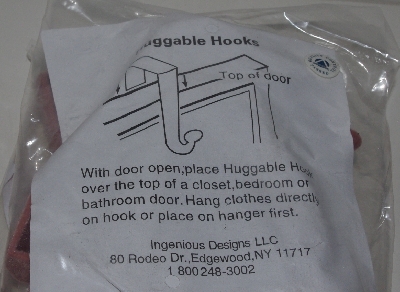 Huggable Hooks
Top of door
With door open,place Huggable
over the top of a closet,bedroom or
bathroom door. Hang clothes directly
on hook or place on hanger first.
Ingenious Designs LLC
80 Rodeo Dr.,Edgewood,NY 11717
1 800 248-3002